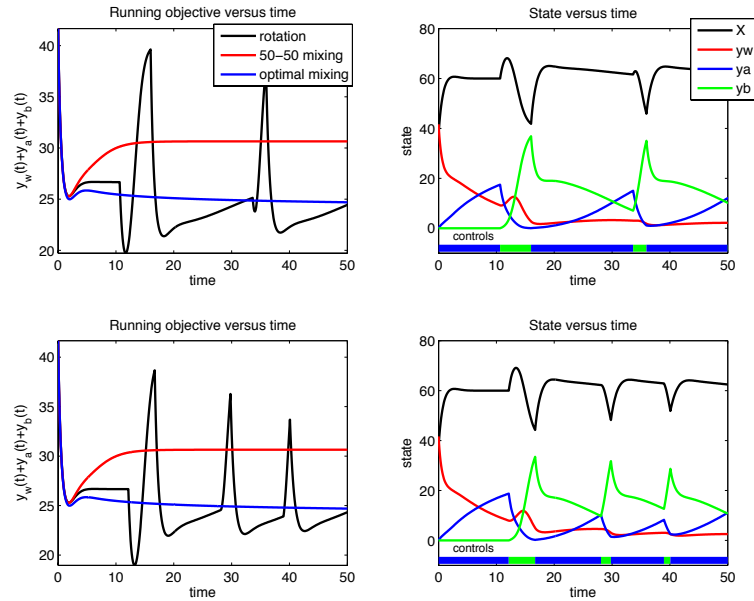 Running objective versus time
40
35
30
25
20
0 10 20 30 40 50
time
y_w(t)+y_a(t)+y_b(t)
rotation
50−50 mixing
optimal mixing
State versus time
80
60
40
20
0
0 10 20 30 40 50
time
state
controls
X
yw
ya
yb
Running objective versus time
40
35
30
25
20
0 10 20 30 40 50
time
y_w(t)+y_a(t)+y_b(t)
State versus time
80
60
40
20
0
0 10 20 30 40 50
time
state
controls